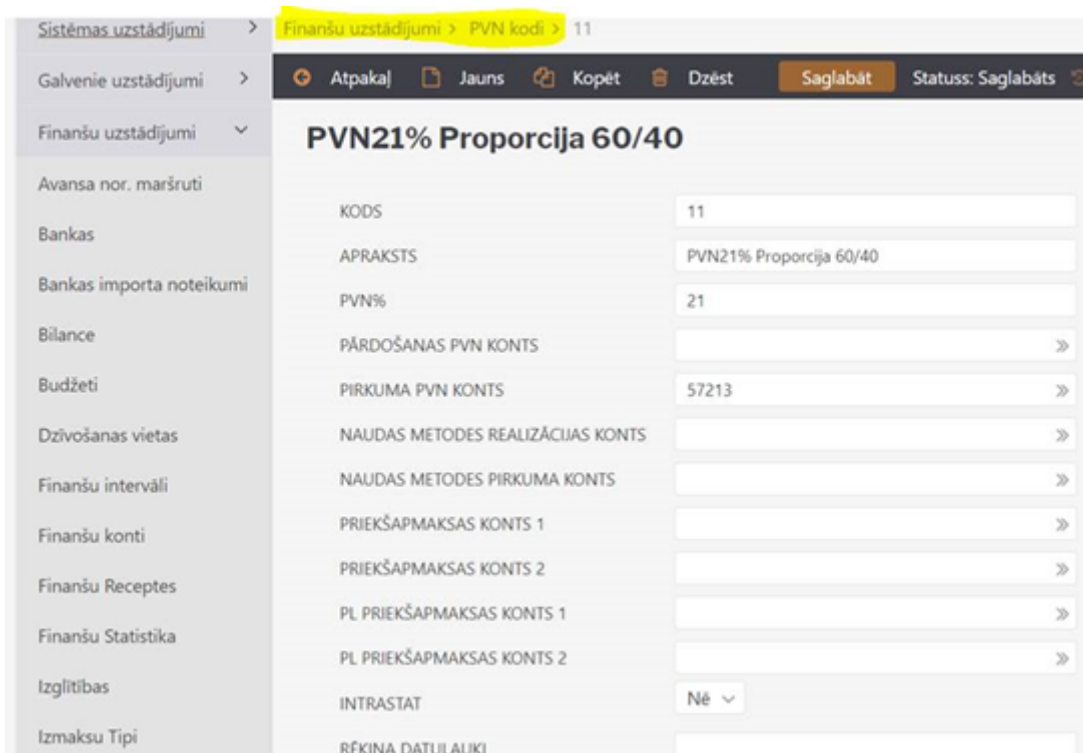 Sistēmas uzstādījumi
Galvenie uzstādījumi
Finanšu uzstādījumi
Avansa nor. maršruti
Bankas
Bankas importa noteikumi
Bilance
Budžeti
Dzīvošanas vietas
Finanšu intervāli
Finanšu konti
Finanšu Receptes
Finanšu Statistika
Izglītības
Izmaksu Tipi
Finanšu uzstādījumi > PVN kodi > 11
Atpakaļ Jauns Kopēt Dzēst Saglabāt Statuss: Saglabāts
PVN21% Proporcija 60/40
KODS 11
APRAKSTS PVN21% Proporcija 60/40
PVN% 21
PĀRDOŠANAS PVN KONTS
PIRKUMA PVN KONTS 57213
NAUDAS METODES REALIZĀCIJAS KONTS
NAUDAS METODES PIRKUMA KONTS
PRIEKŠAPMAKSAS KONTS 1
PRIEKŠAPMAKSAS KONTS 2
PL PRIEKŠAPMAKSAS KONTS 1
PL PRIEKŠAPMAKSAS KONTS 2
INTRASTAT Nē
RĒĶINA DATU LAUKI